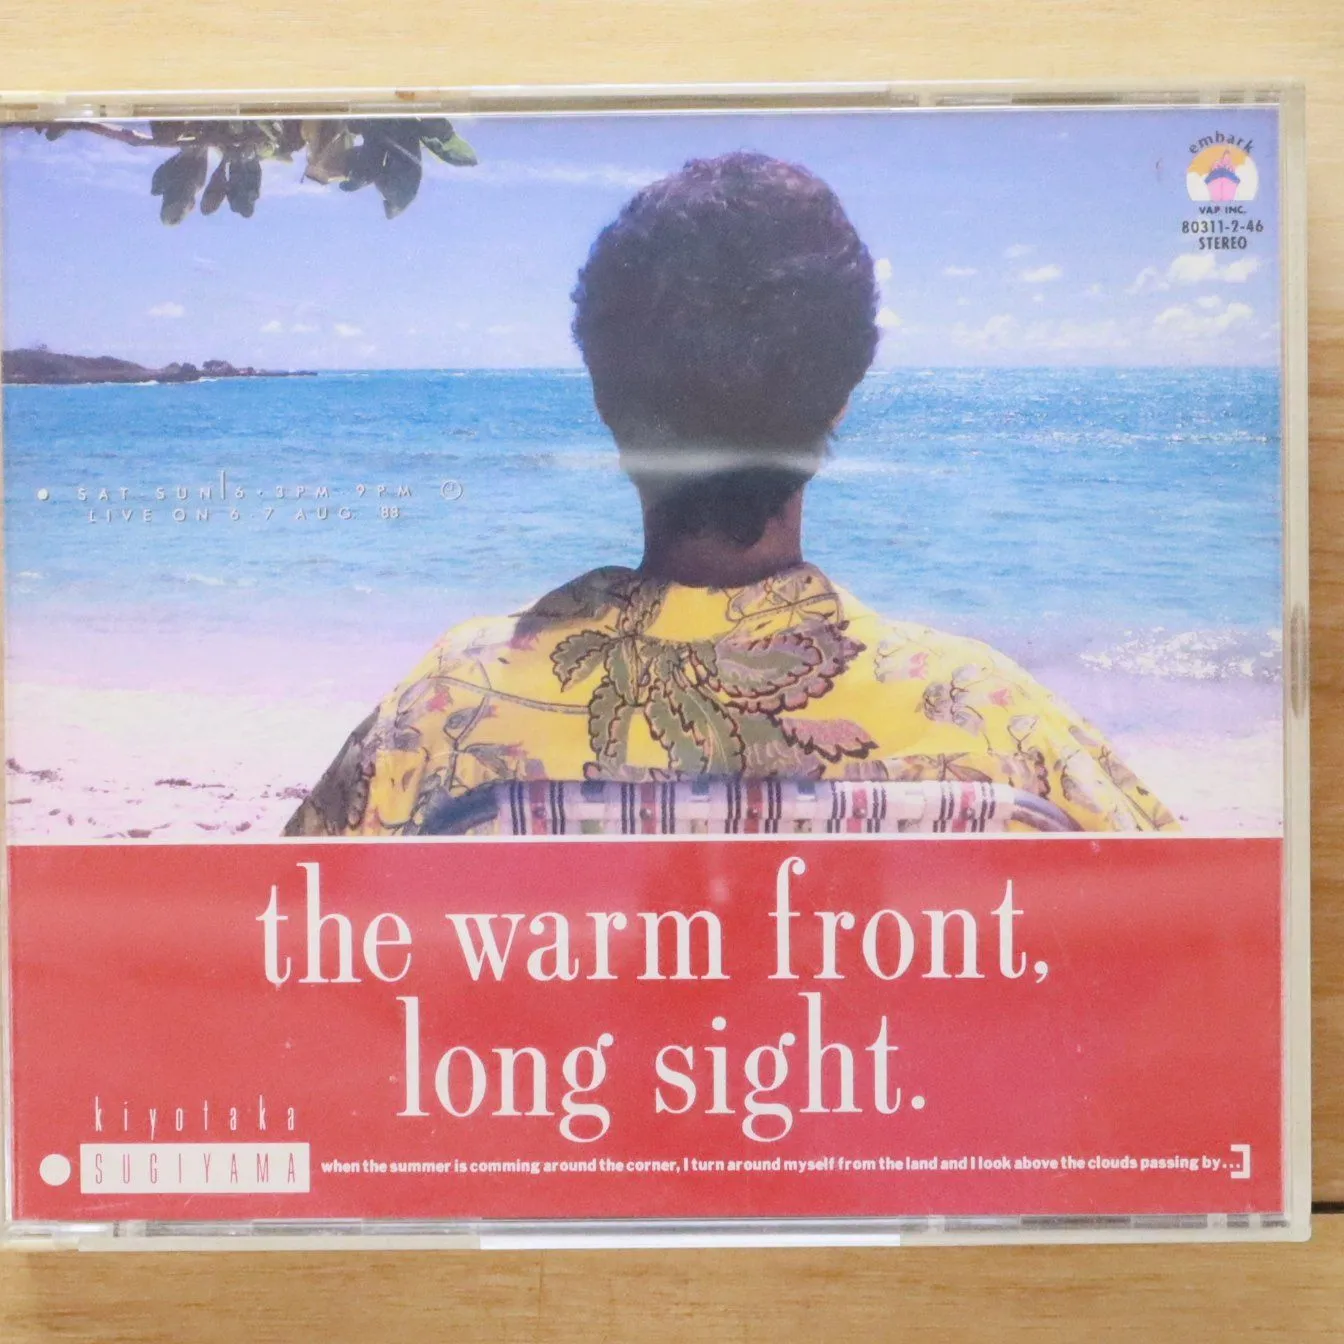 embark
VAP INC.
80311-2-46
STEREO
SAT SUN 6・3PM 9PM
LIVE ON 6・7 AUG. '88
the warm front,
long sight.
kiyotaka
SUGIYAMA
when the summer is comming around the corner, I turn around myself from the land and I look above the clouds passing by...]